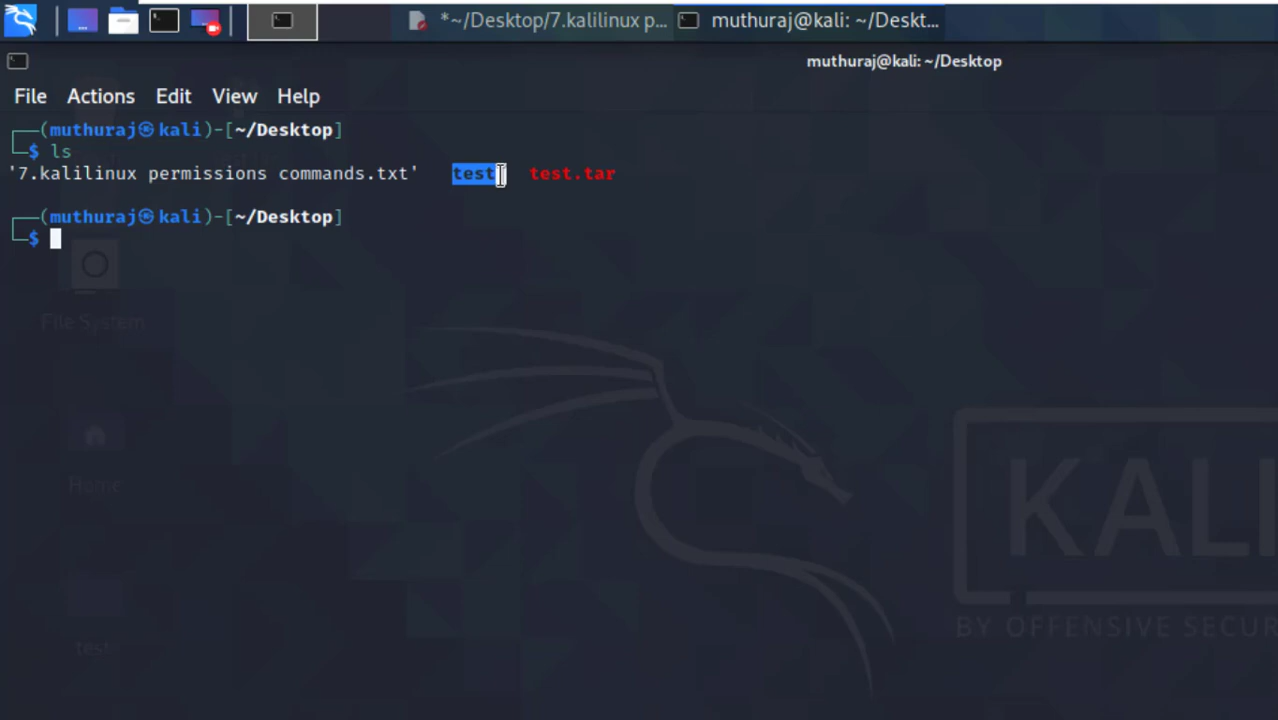 *~/Desktop/7.kalilinux p... muthuraj@kali: ~/Deskt...
muthuraj@kali: ~/Desktop
File Actions Edit View Help
┌──(muthuraj㉿kali)-[~/Desktop]
└─$ ls
'7.kalilinux permissions commands.txt' test test.tar
┌──(muthuraj㉿kali)-[~/Desktop]
└─$
File System
Home
KALI
BY OFFENSIVE SECUR
test